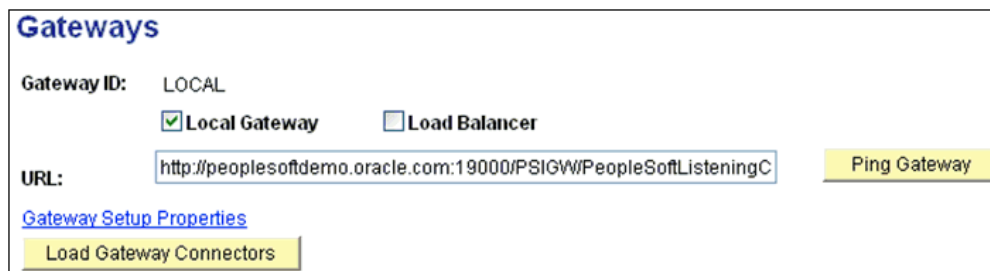 Gateways
Gateway ID: LOCAL
Local Gateway Load Balancer
URL: http://peoplesoftdemo.oracle.com:19000/PSIGW/PeopleSoftListeningC Ping Gateway
Gateway Setup Properties
Load Gateway Connectors